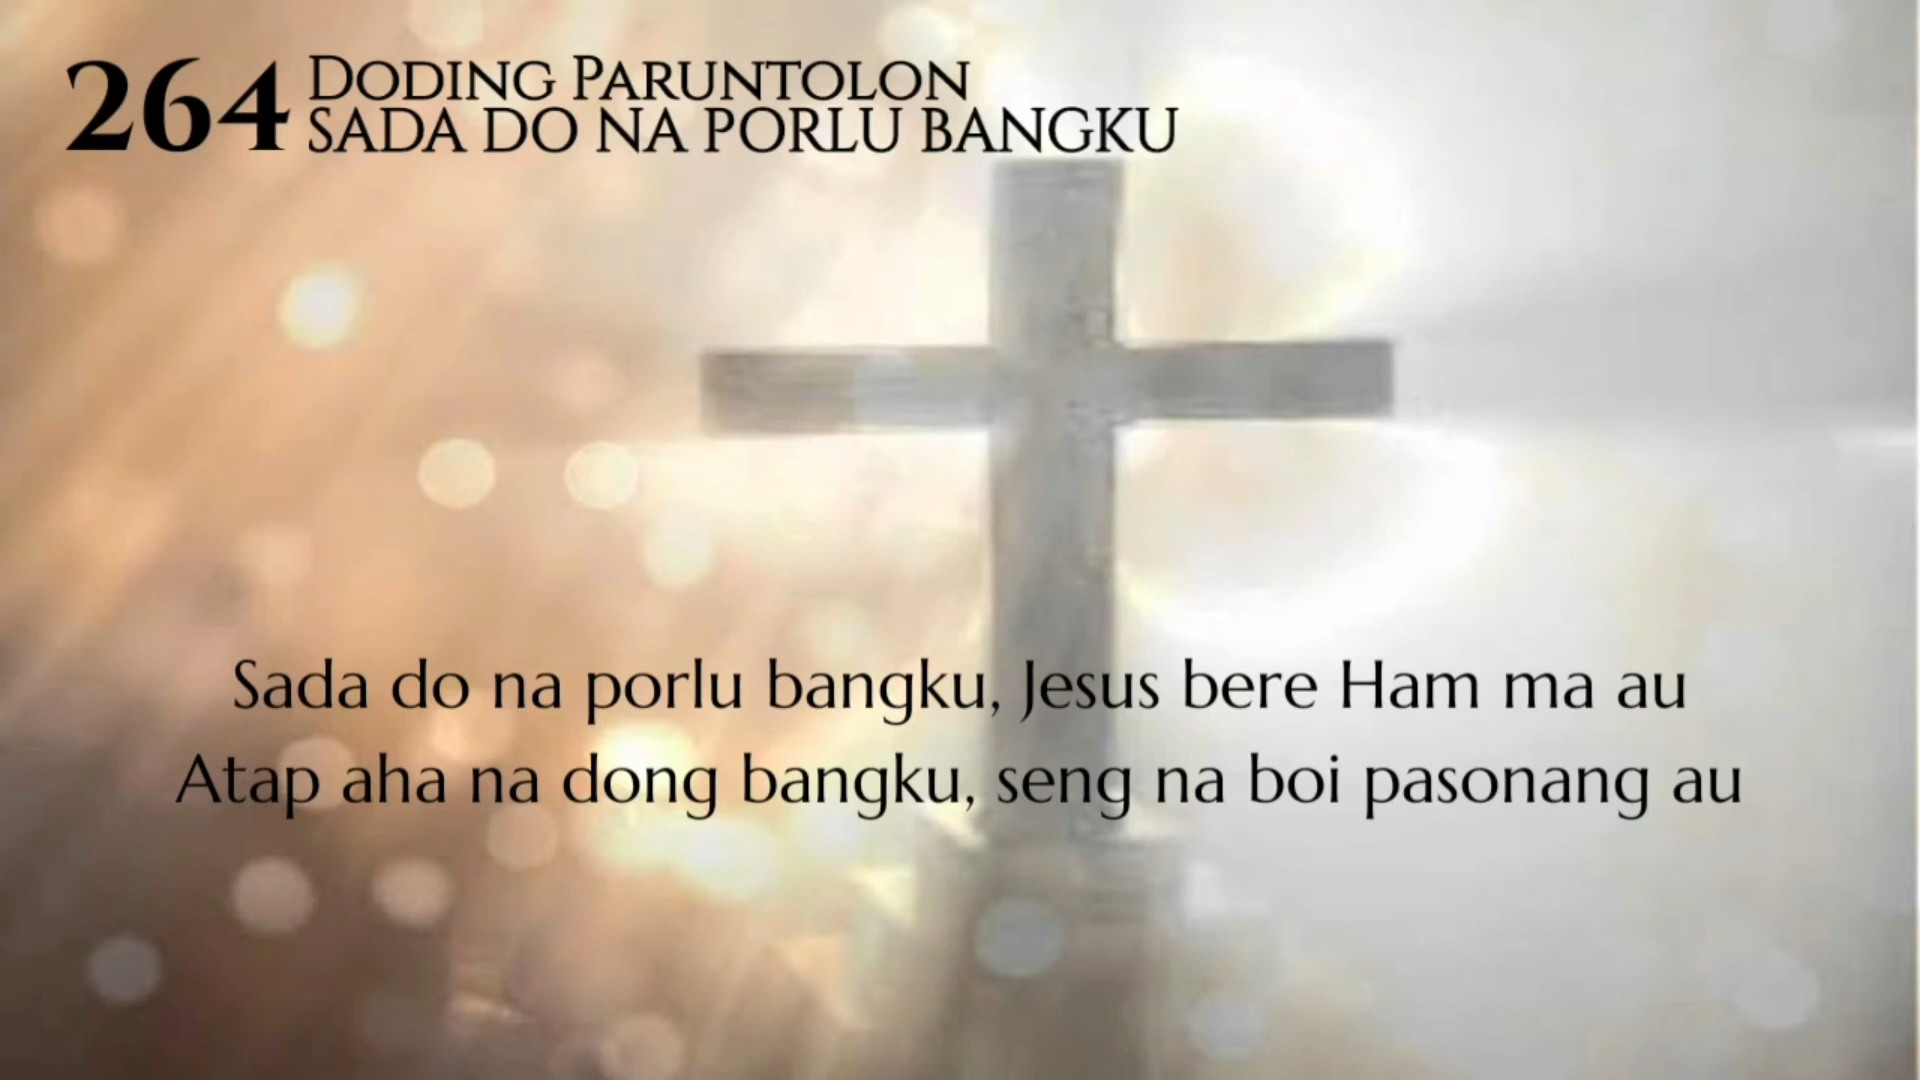 264 DODING PARUNTOLON
SADA DO NA PORLU BANGKU
Sada do na porlu bangku, Jesus bere Ham ma au
Atap aha na dong bangku, seng na boi pasonang au